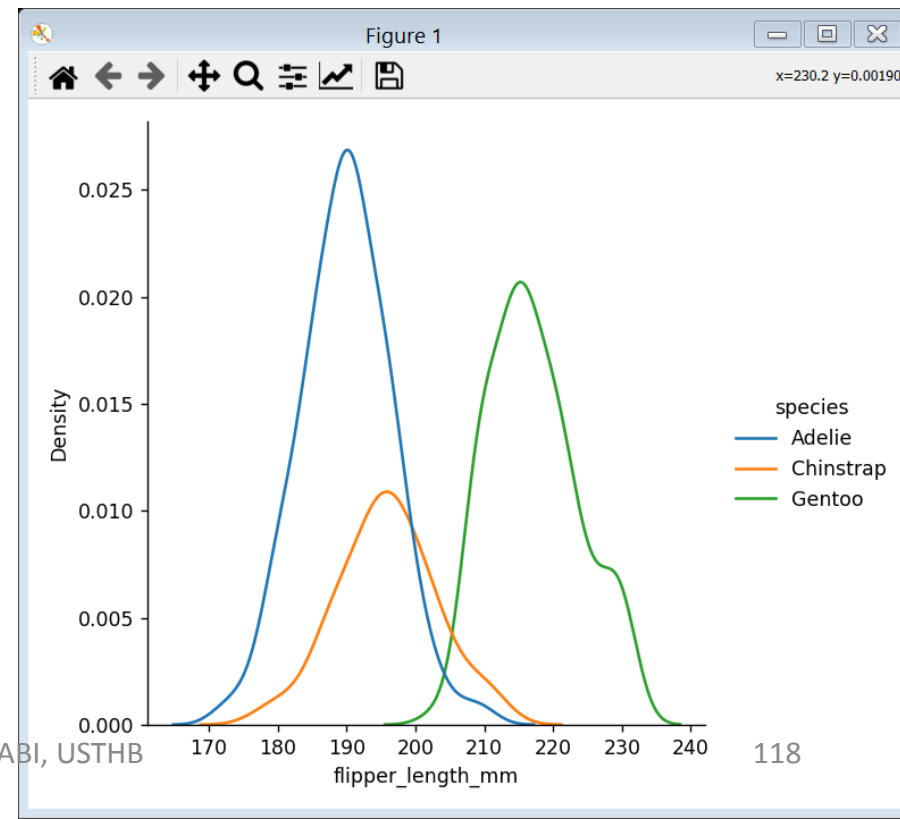 Figure 1
x=230.2 y=0.00190
0.025
0.020
0.015
0.010
0.005
0.000
Density
170 180 190 200 210 220 230 240
flipper_length_mm
species
Adelie
Chinstrap
Gentoo
ABI, USTHB
118